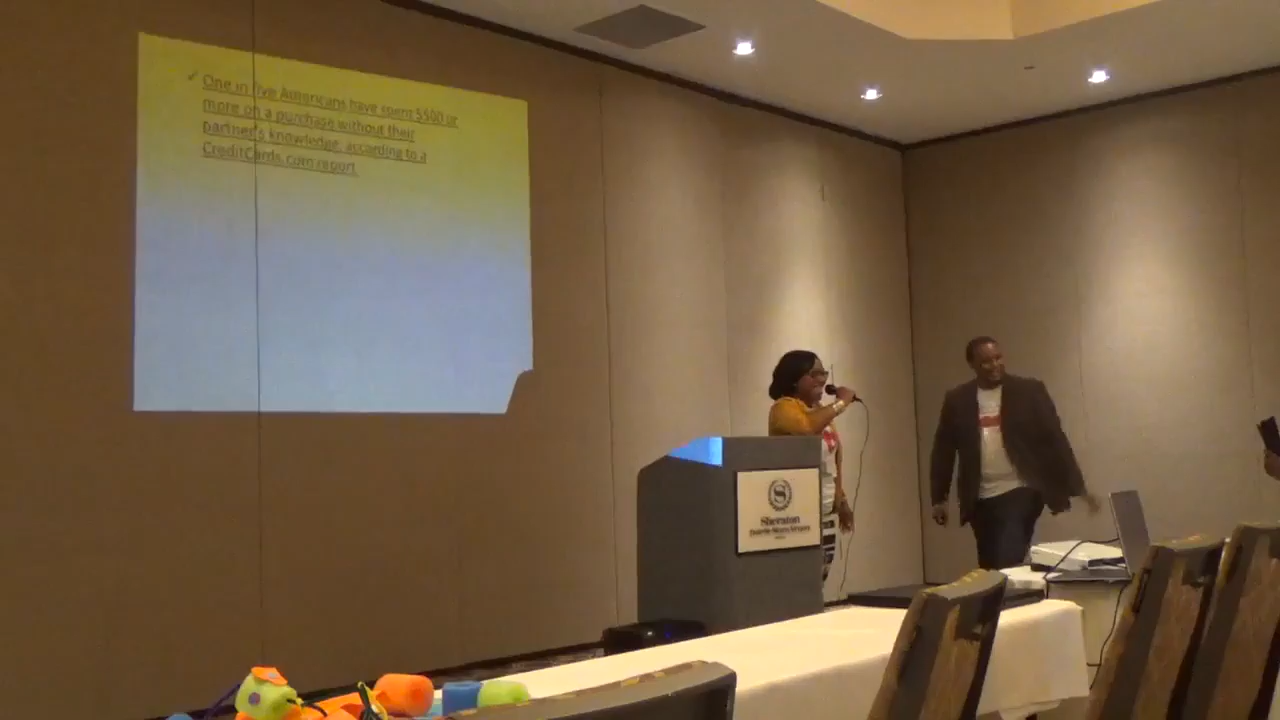 ✓ One in five Americans have spent $500 or
more on a purchase without their
partner's knowledge, according to a
CreditCards.com report
S
Sheraton